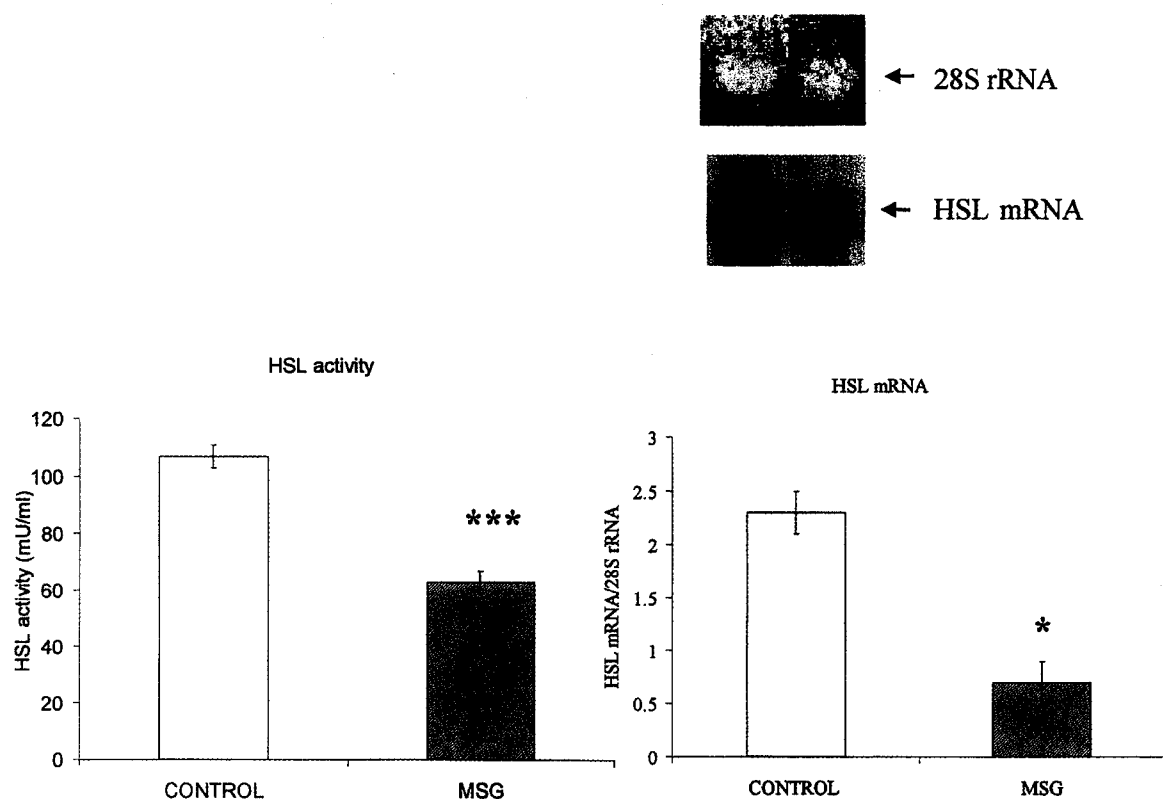 28S rRNA
HSL mRNA
HSL activity
HSL activity (mU/ml)
120
100
80
60
40
20
0
***
CONTROL
MSG
HSL mRNA
HSL mRNA/28S rRNA
3
2.5
2
1.5
1
0.5
0
*
CONTROL
MSG